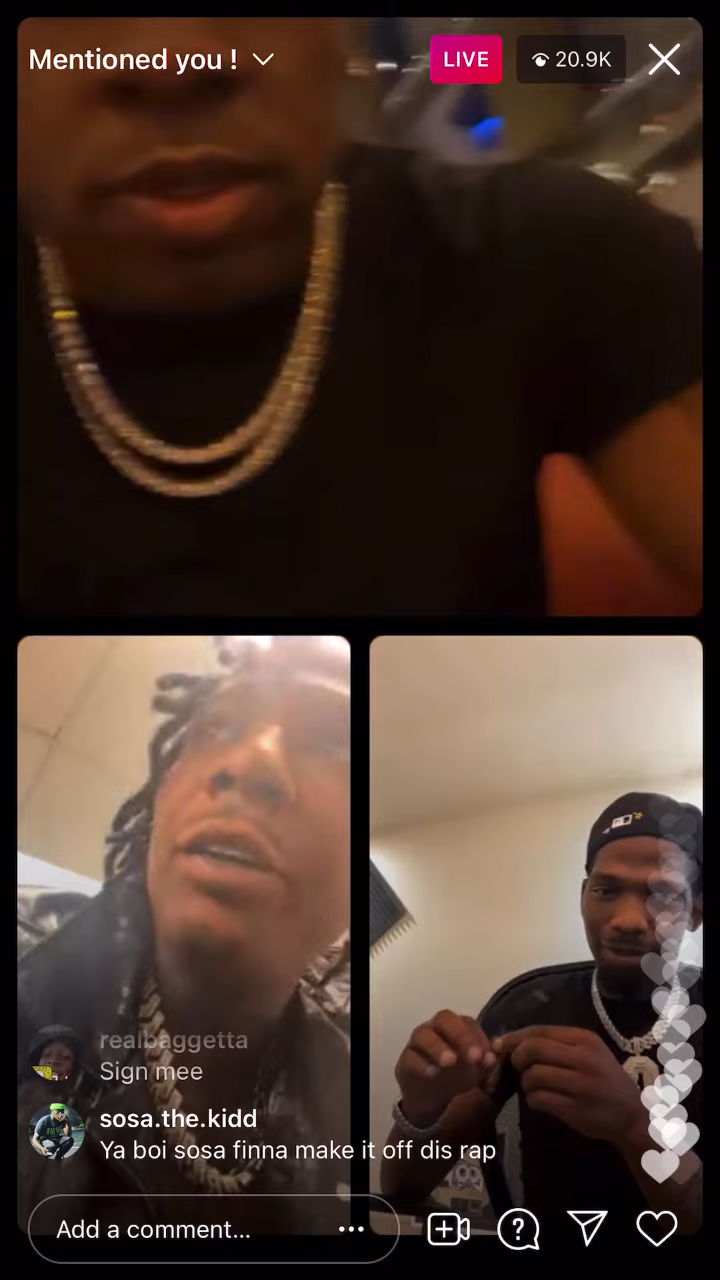 Mentioned you !
LIVE
20.9K
realbaggetta
Sign mee
sosa.the.kidd
Ya boi sosa finna make it off dis rap
Add a comment...